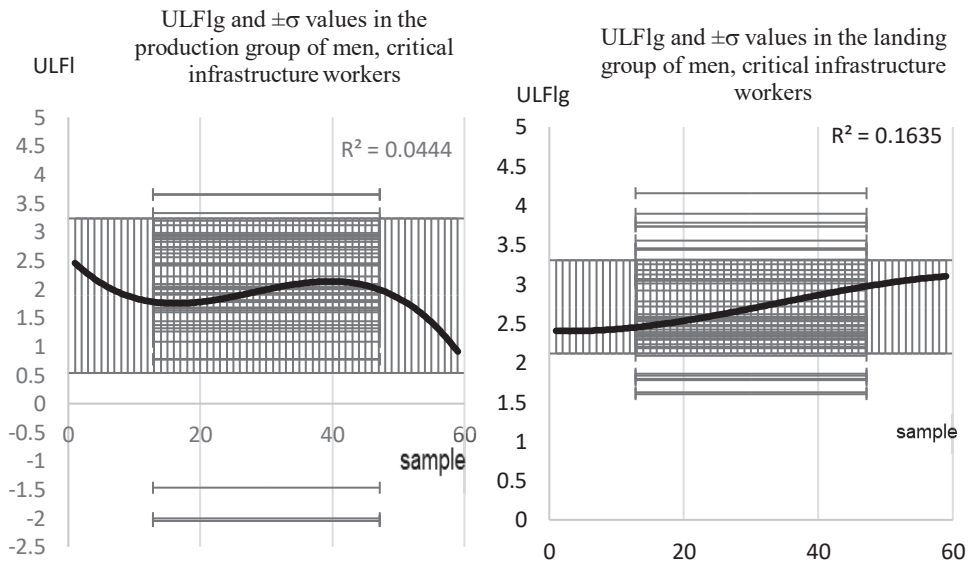 ULFlg and ±σ values in the
production group of men, critical
infrastructure workers
ULFl
5
4.5
4
3.5
3
2.5
2
1.5
1
0.5
0
-0.5
-1
-1.5
-2
-2.5
R² = 0.0444
0 20 40 60
sample
ULFlg and ±σ values in the landing
group of men, critical infrastructure
workers
ULFlg
5
4.5
4
3.5
3
2.5
2
1.5
1
0.5
0
R² = 0.1635
sample
0 20 40 60